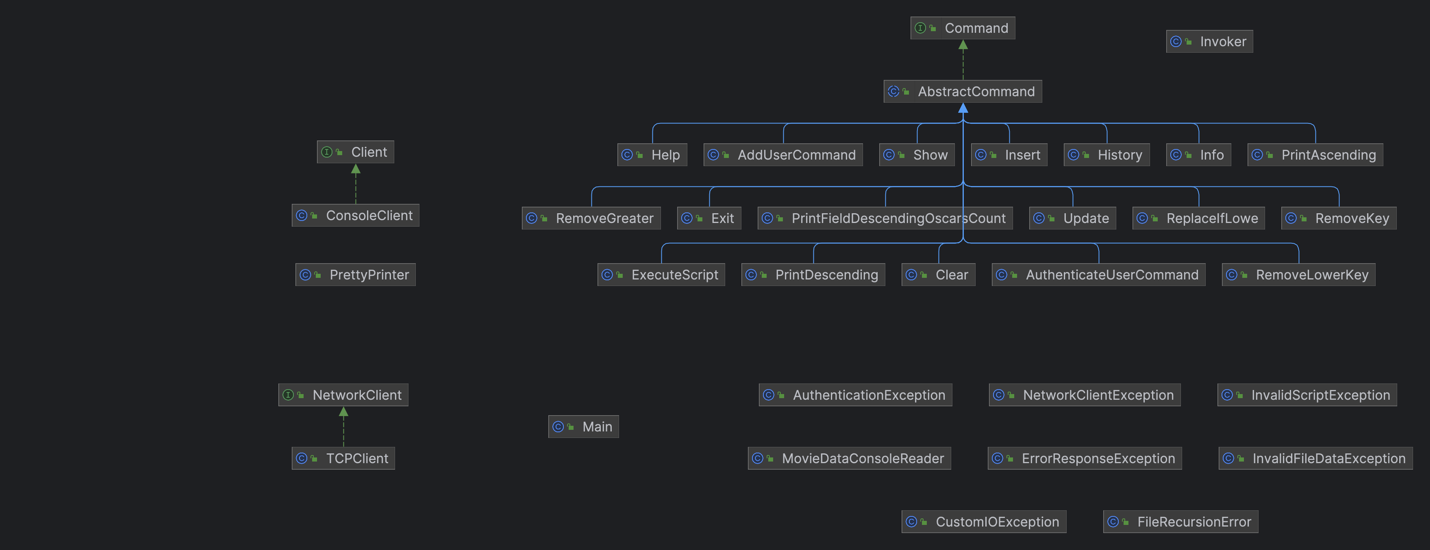 Command
Invoker
AbstractCommand
Client
Help
AddUserCommand
Show
Insert
History
Info
PrintAscending
ConsoleClient
RemoveGreater
Exit
PrintFieldDescendingOscarsCount
Update
ReplaceIfLowe
RemoveKey
PrettyPrinter
ExecuteScript
PrintDescending
Clear
AuthenticateUserCommand
RemoveLowerKey
NetworkClient
AuthenticationException
NetworkClientException
InvalidScriptException
Main
TCPClient
MovieDataConsoleReader
ErrorResponseException
InvalidFileDataException
CustomIOException
FileRecursionError